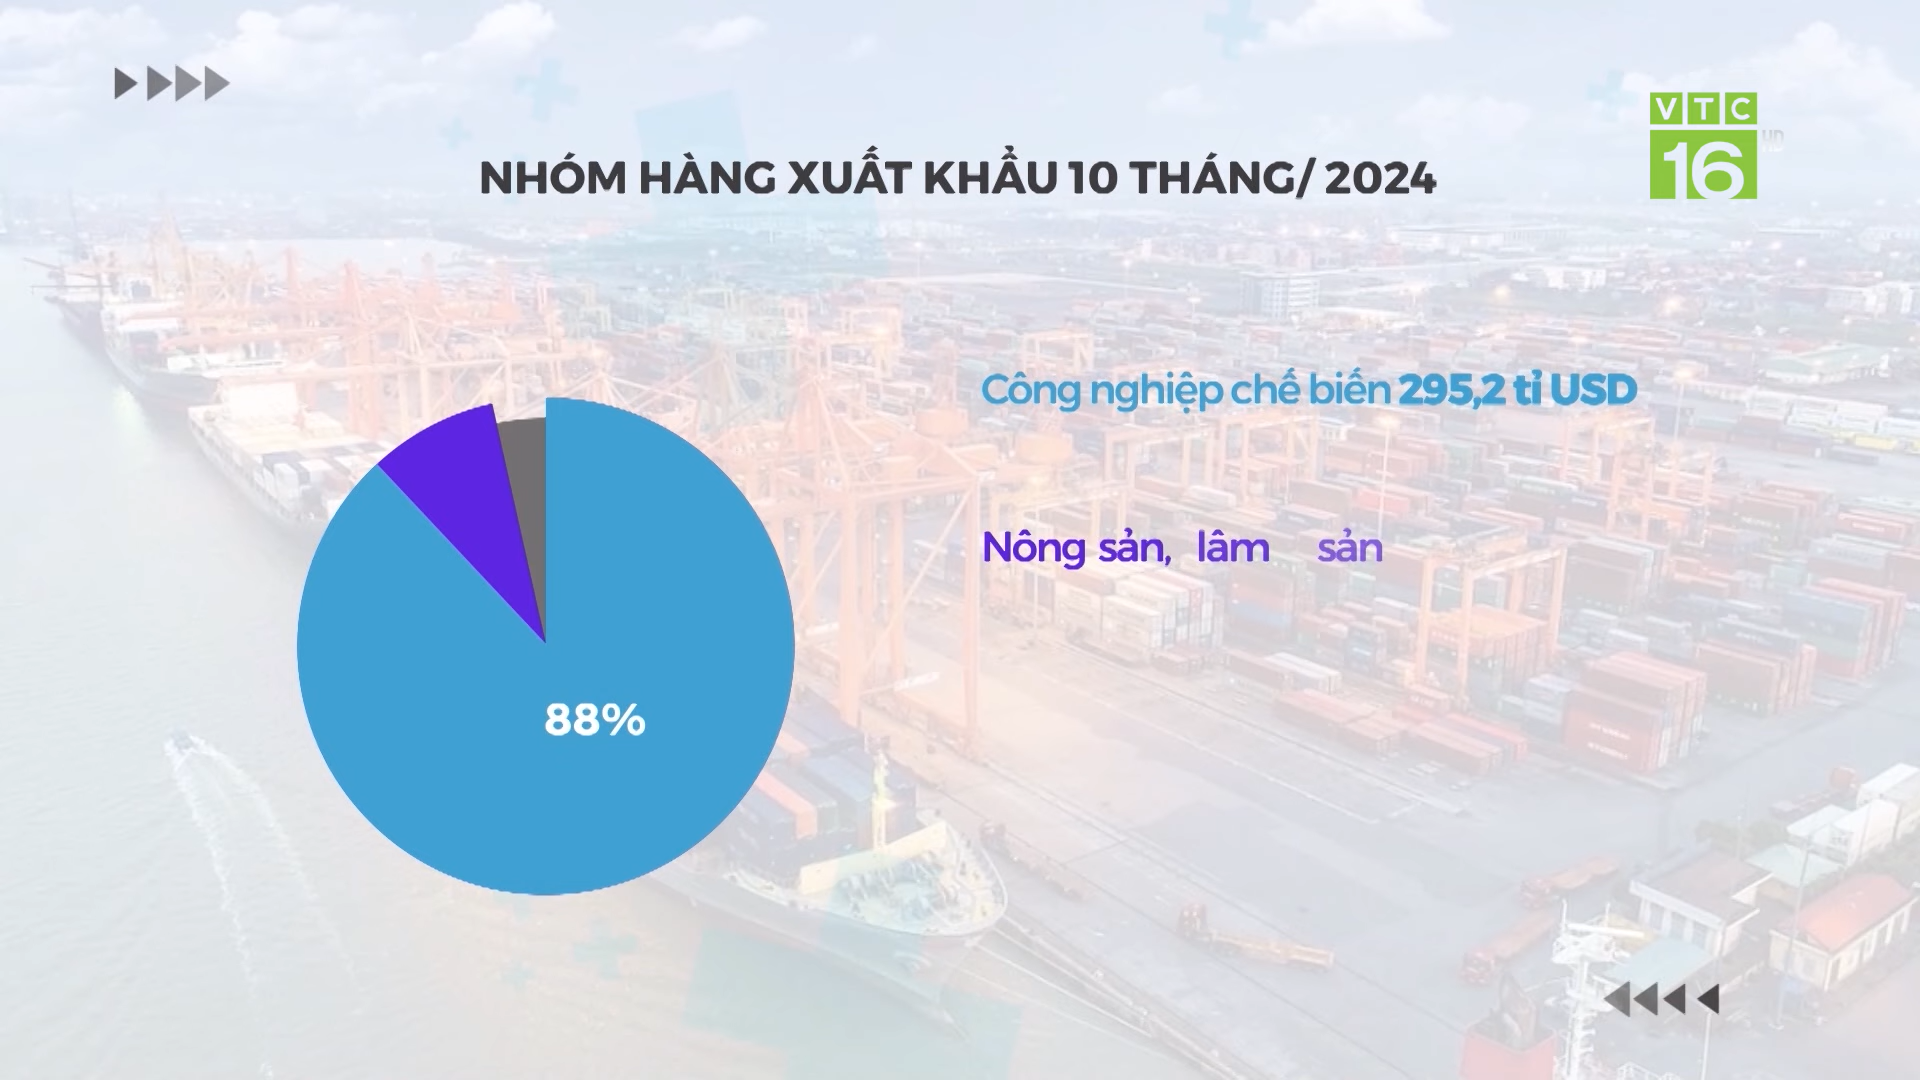 VTC
16
HD
NHÓM HÀNG XUẤT KHẨU 10 THÁNG/ 2024
Công nghiệp chế biến 295,2 tỉ USD
Nông sản, lâm sản
88%